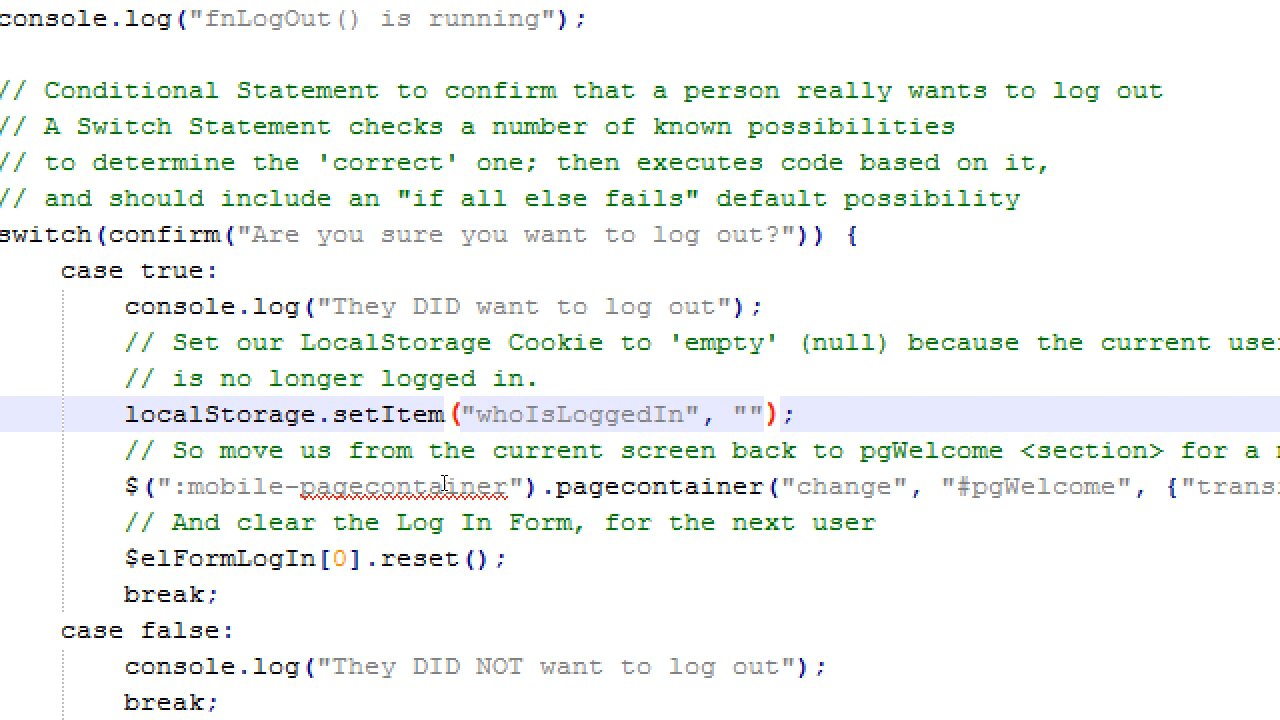 console.log("fnLogOut() is running");
// Conditional Statement to confirm that a person really wants to log out
// A Switch Statement checks a number of known possibilities
// to determine the 'correct' one; then executes code based on it,
// and should include an "if all else fails" default possibility
switch(confirm("Are you sure you want to log out?")) {
case true:
console.log("They DID want to log out");
// Set our LocalStorage Cookie to 'empty' (null) because the current user
// is no longer logged in.
localStorage.setItem("whoIsLoggedIn", "");
// So move us from the current screen back to pgWelcome <section> for a
$(":mobile-pagecontainer").pagecontainer("change", "#pgWelcome", {"transi
// And clear the Log In Form, for the next user
$elFormLogIn[0].reset();
break;
case false:
console.log("They DID NOT want to log out");
break;